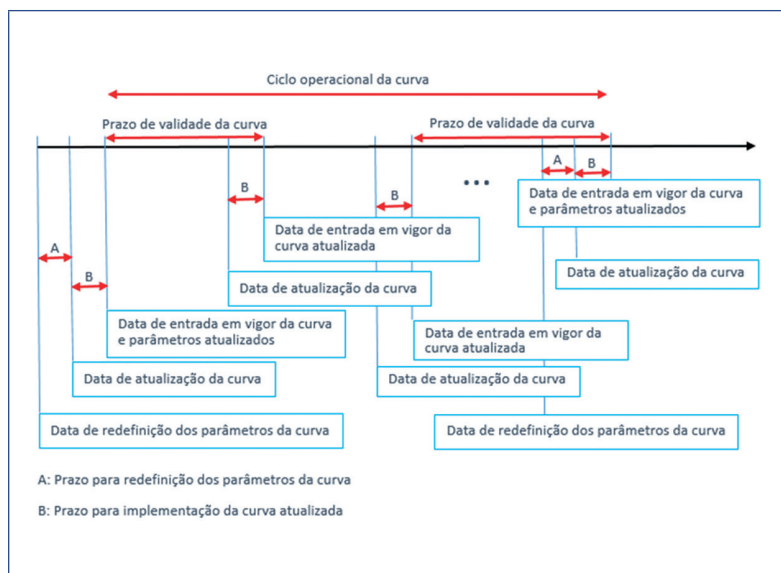 Ciclo operacional da curva
Prazo de validade da curva
Prazo de validade da curva
A
B
B
B
Data de entrada em vigor da curva
e parâmetros atualizados
Data de entrada em vigor da
curva atualizada
A
Data de atualização da curva
B
Data de atualização da curva
Data de entrada em vigor da curva
e parâmetros atualizados
Data de entrada em vigor da
curva atualizada
Data de atualização da curva
Data de atualização da curva
Data de redefinição dos parâmetros da curva
Data de redefinição dos parâmetros da curva
A: Prazo para redefinição dos parâmetros da curva
B: Prazo para implementação da curva atualizada